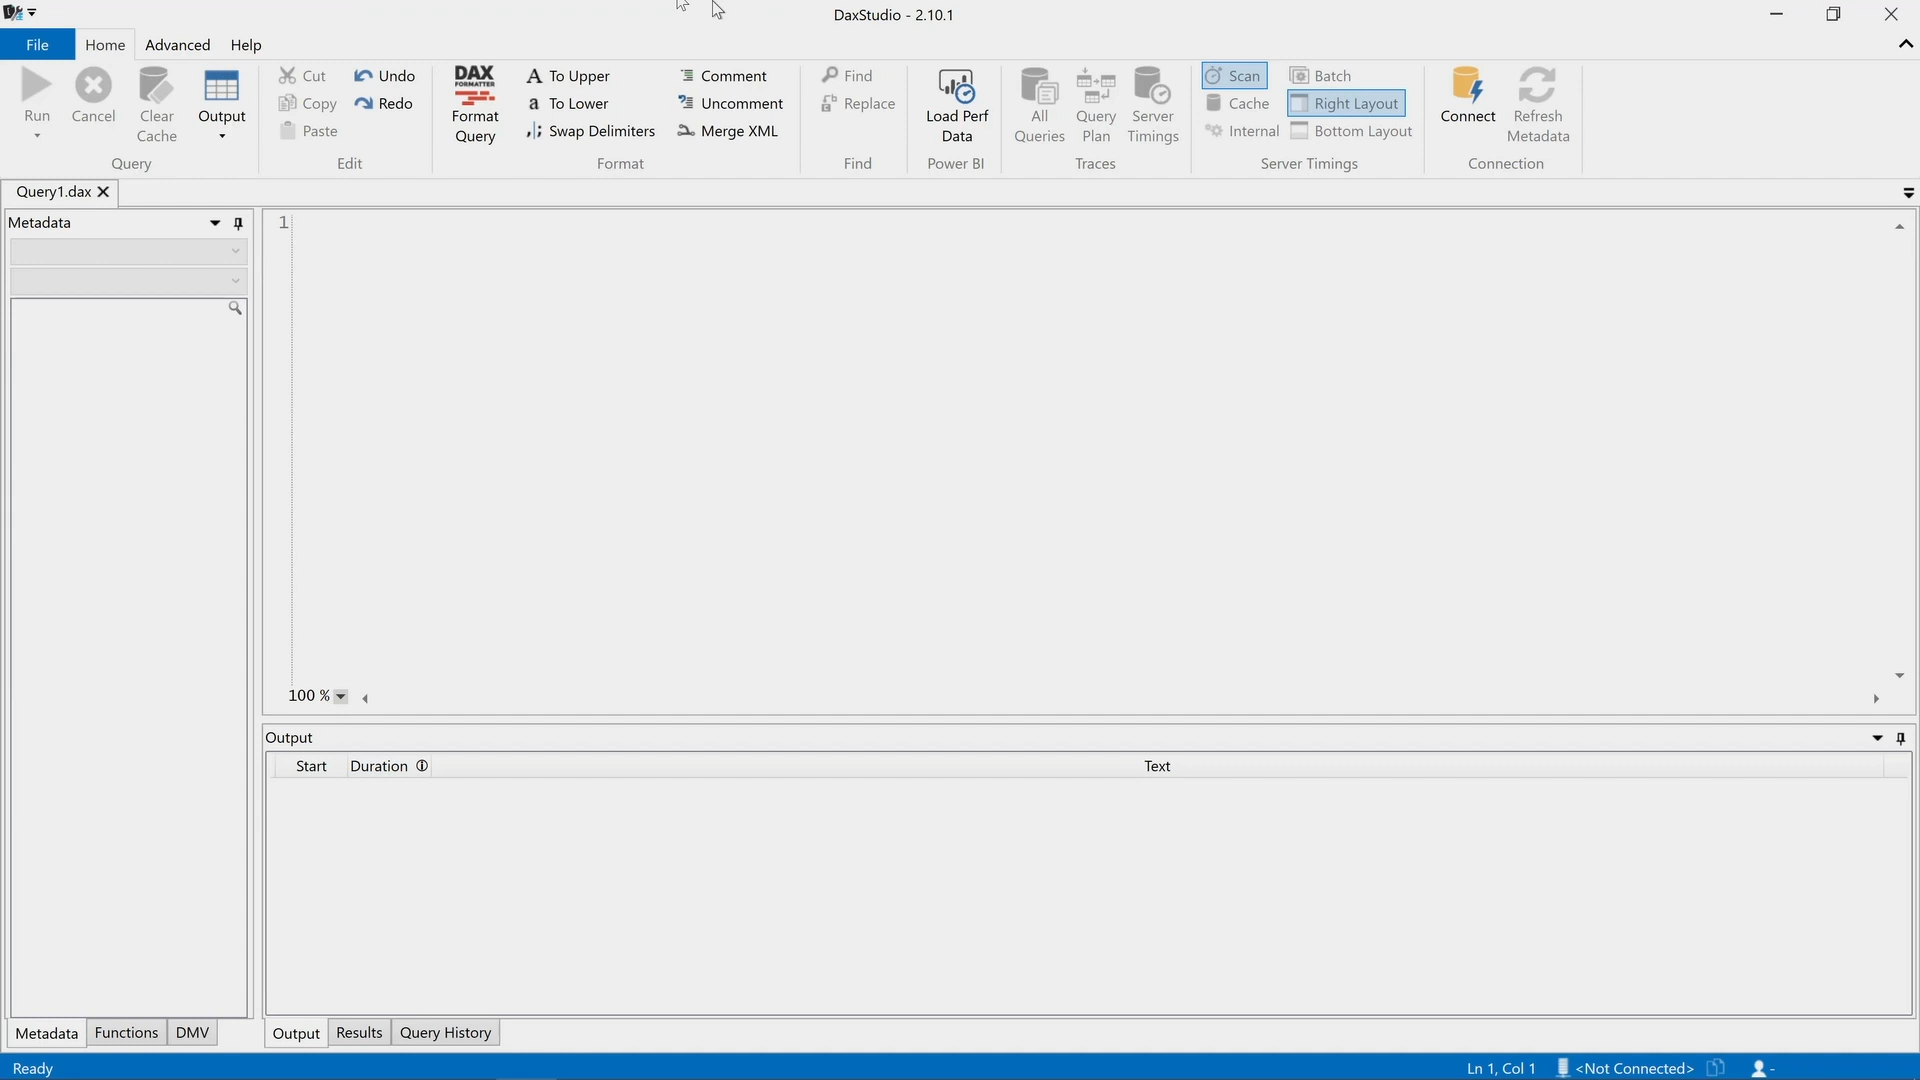 DaxStudio - 2.10.1
File Home Advanced Help
Run Cancel Clear Cache Output
Query
Cut Undo
Copy Redo
Paste
Edit
DAX FORMATTER
Format Query
To Upper Comment
a To Lower Uncomment
Swap Delimiters Merge XML
Format
Find
Replace
Find
Load Perf Data
Power BI
All Queries Query Plan Server Timings
Traces
Scan Batch
Cache Right Layout
Internal Bottom Layout
Server Timings
Connect Refresh Metadata
Connection
Query1.dax
Metadata
1
100 %
Output
Start Duration Text
Metadata Functions DMV
Output Results Query History
Ready Ln 1, Col 1 <Not Connected> -